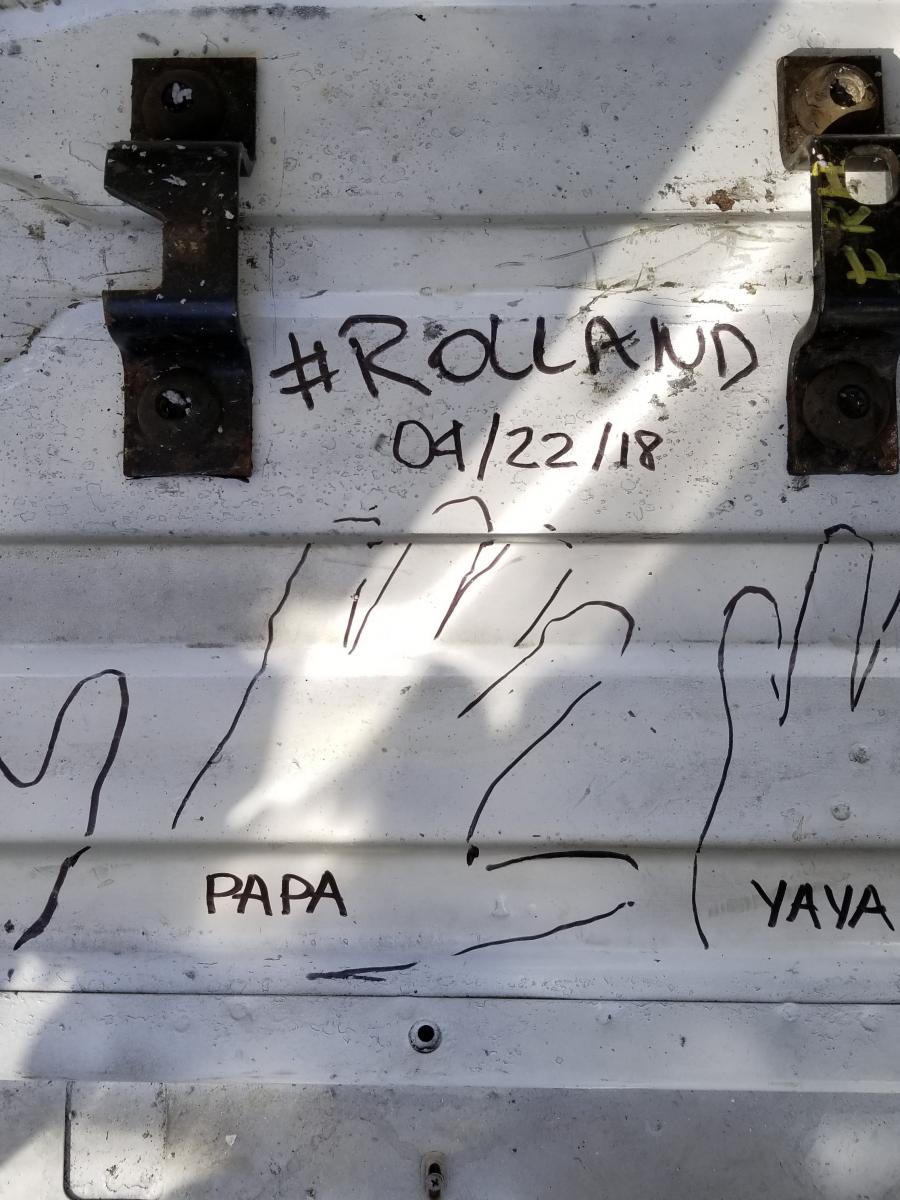 #ROLLAND
04/22/18
PAPA
YAYA